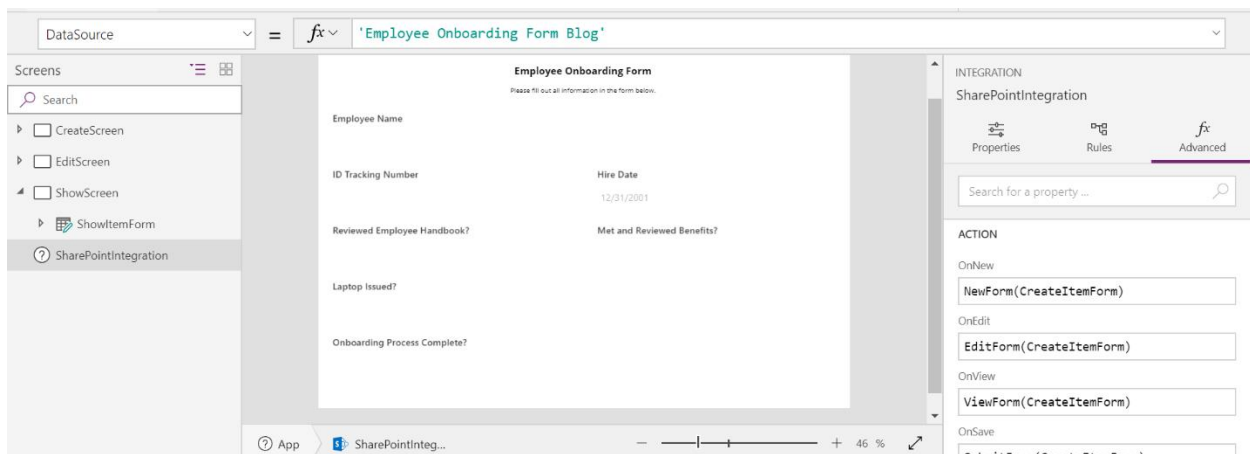 DataSource
=
fx
'Employee Onboarding Form Blog'
Screens
Search
CreateScreen
EditScreen
ShowScreen
ShowItemForm
SharePointIntegration
Employee Onboarding Form
Please fill out all information in the form below.
Employee Name
ID Tracking Number Hire Date
12/31/2001
Reviewed Employee Handbook? Met and Reviewed Benefits?
Laptop Issued?
Onboarding Process Complete?
App
SharePointInteg...
46 %
INTEGRATION
SharePointIntegration
Properties Rules Advanced
Search for a property ...
ACTION
OnNew
NewForm(CreateItemForm)
OnEdit
EditForm(CreateItemForm)
OnView
ViewForm(CreateItemForm)
OnSave